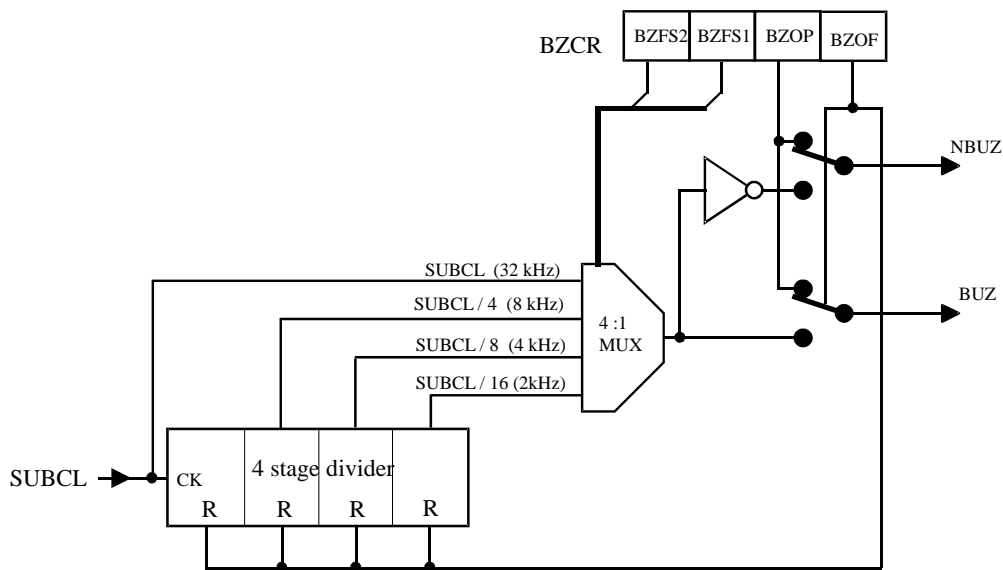 BZCR
BZFS2 BZFS1 BZOP BZOF
NBUZ
SUBCL (32 kHz)
SUBCL / 4 (8 kHz)
BUZ
4 :1
MUX
SUBCL / 8 (4 kHz)
SUBCL / 16 (2kHz)
SUBCL
CK
4 stage divider
R R R R